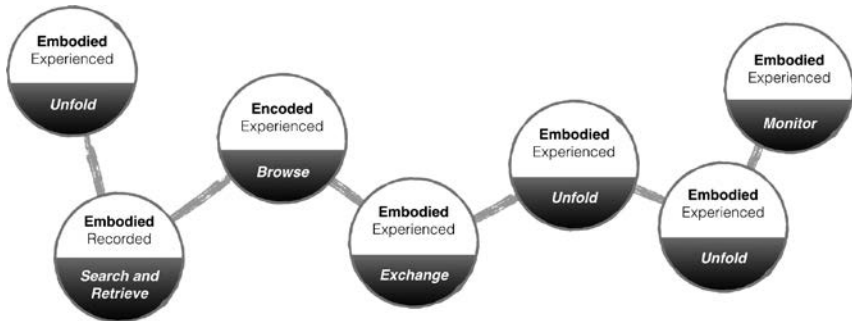 Embodied
Experienced
Unfold
Embodied
Recorded
Search and
Retrieve
Encoded
Experienced
Browse
Embodied
Experienced
Exchange
Embodied
Experienced
Unfold
Embodied
Experienced
Unfold
Embodied
Experienced
Monitor